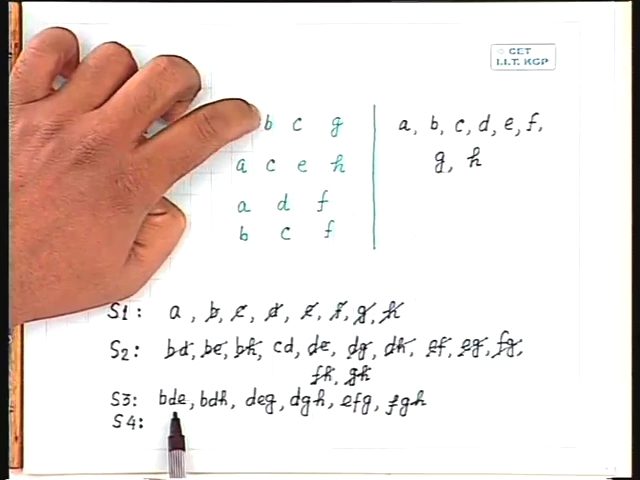 CET
I.I.T. KGP
b c g
a, b, c, d, e, f,
g, h
a c e h
a d f
b c f
S1: a, b, c, d, e, f, g, h
S2: bd, be, bh, cd, de, dg, dh, ef, eg, fg,
fh, gh
S3: bde, bdh, deg, dgh, efg, fgh
S4: